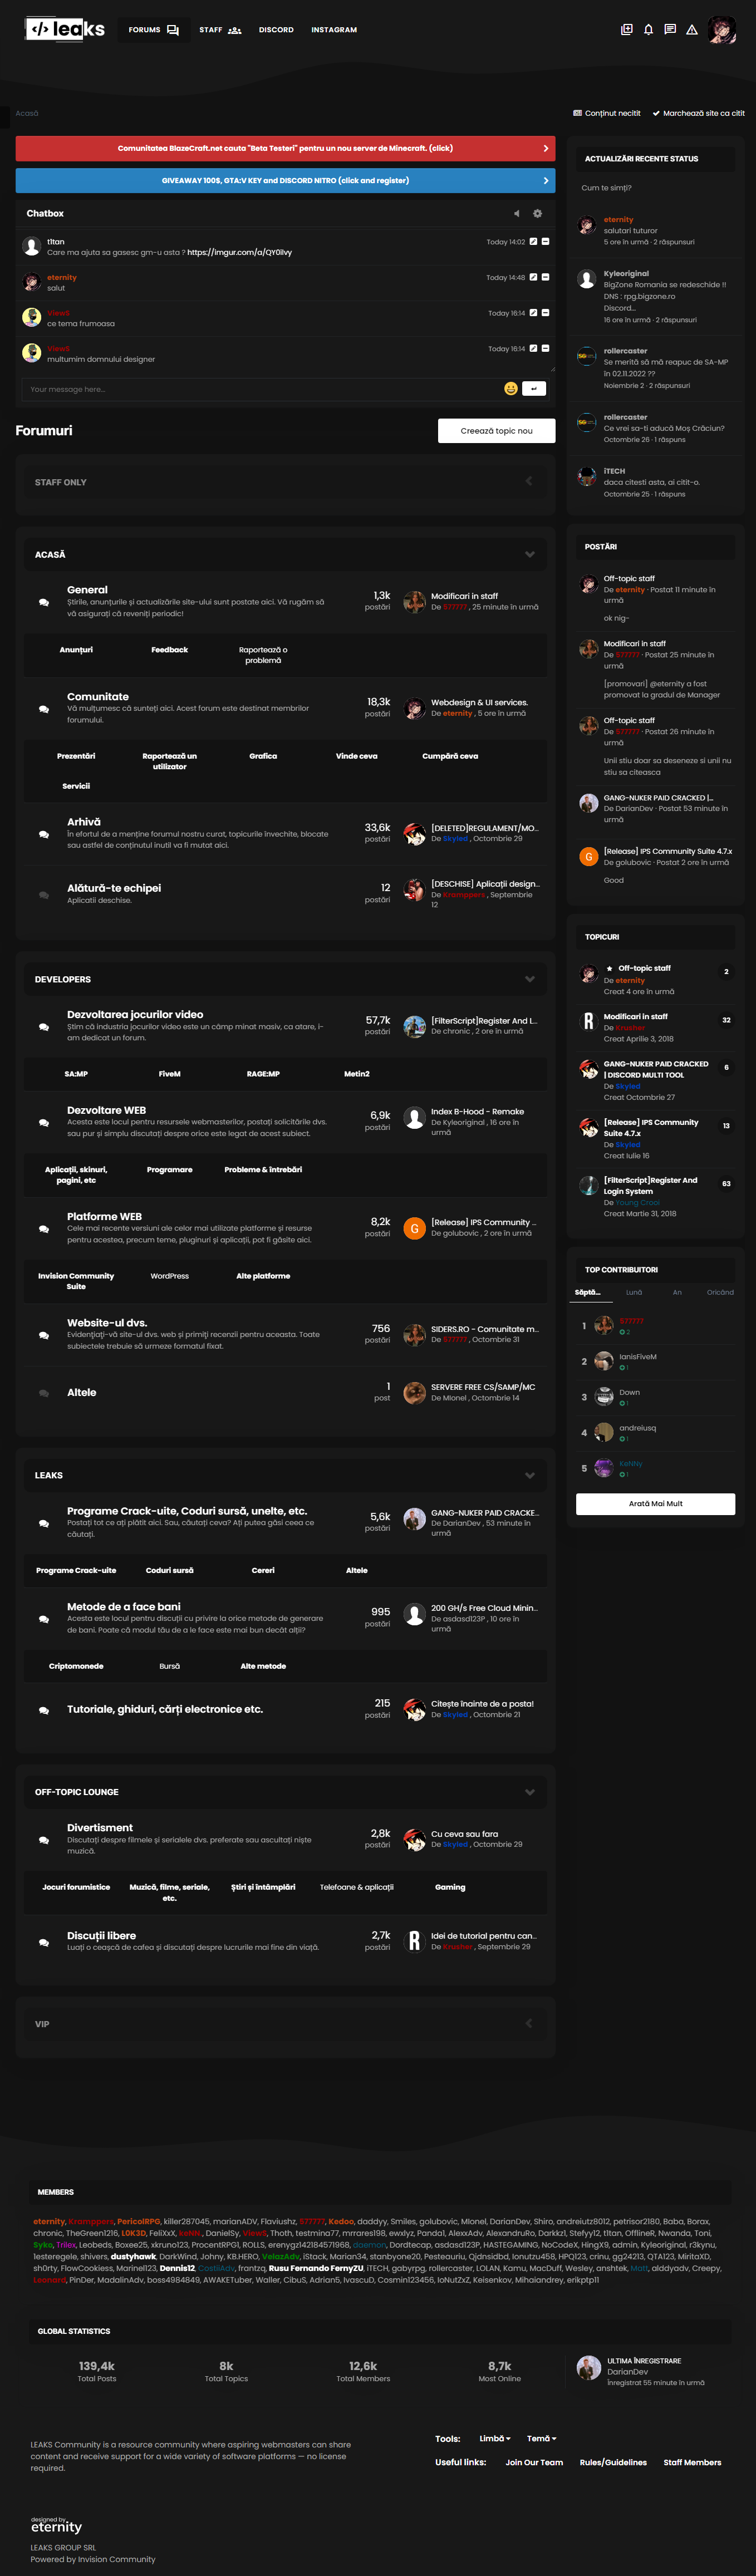 </> leaks
FORUMS
STAFF
DISCORD
INSTAGRAM
Acasă
Conținut necitit
Marchează site ca citit
Comunitatea BlazeCraft.net cauta "Beta Testeri" pentru un nou server de Minecraft. (click)
GIVEAWAY 100$, GTA:V KEY and DISCORD NITRO (click and register)
Chatbox
t1tan
Today 14:02
Care ma ajuta sa gasesc gm-u asta ?
eternity
Today 14:48
salut
ViewS
Today 16:14
ce tema frumoasa
ViewS
Today 16:14
multumim domnului designer
Your message here...
Forumuri
Creează topic nou
STAFF ONLY
ACASĂ
General
Știrile, anunțurile și actualizările site-ului sunt postate aici. Vă rugăm să
vă asigurați că reveniți periodic!
1,3k
postări
Modificari in staff
De S77777 , 25 minute în urmă
Anunțuri
Feedback
Raportează o
problemă
Comunitate
Vă mulțumesc că sunteți aici. Acest forum este destinat membrilor
forumului.
18,3k
postări
Webdesign & UI services.
De eternity , 5 ore în urmă
Prezentări
Raportează un
utilizator
Grafica
Vinde ceva
Cumpără ceva
Servicii
Arhivă
În efortul de a menține forumul nostru curat, topicurile învechite, blocate
sau astfel de conținutul inutil va fi mutat aici.
33,6k
postări
[DELETED]REGULAMENT/MO...
De Skyled , Octombrie 29
Alătură-te echipei
Aplicatii deschise.
12
postări
[DESCHISE] Aplicații design...
De Kramppers , Septembrie
12
DEVELOPERS
Dezvoltarea jocurilor video
Știm că industria jocurilor video este un câmp minat masiv, ca atare, i-
am dedicat un forum.
57,7k
postări
[FilterScript]Register And L...
De chronic , 2 ore în urmă
SA:MP
FiveM
RAGE:MP
Metin2
Dezvoltare WEB
Acesta este locul pentru resursele webmasterilor, postați solicitările dvs.
sau pur și simplu discutați despre orice este legat de acest subiect.
6,9k
postări
Index B-Hood - Remake
De Kyleoriginal , 16 ore în
urmă
Aplicații, skinuri,
pagini, etc
Programare
Probleme & întrebări
Platforme WEB
Cele mai recente versiuni ale celor mai utilizate platforme și resurse
pentru acestea, precum teme, pluginuri și aplicații, pot fi găsite aici.
8,2k
postări
[Release] IPS Community ...
De golubovic , 2 ore în urmă
Invision Community
Suite
WordPress
Alte platforme
Website-ul dvs.
Evidențiați-vă site-ul dvs. web și primiți recenzii pentru aceasta. Toate
subiectele trebuie să urmeze formatul fixat.
756
postări
SIDERS.RO - Comunitate m...
De S77777 , Octombrie 31
Altele
1
post
SERVERE FREE CS/SAMP/MC
De Mionel , Octombrie 14
LEAKS
Programe Crack-uite, Coduri sursă, unelte, etc.
Postați tot ce ați plătit aici. Sau, căutați ceva? Ați putea găsi ceea ce
căutați.
5,6k
postări
GANG-NUKER PAID CRACKE...
De DarianDev , 53 minute în
urmă
Programe Crack-uite
Coduri sursă
Cereri
Altele
Metode de a face bani
Acesta este locul pentru discuții cu privire la orice metode de generare
de bani. Poate că modul tău de a le face este mai bun decât alții?
995
postări
200 GH/s Free Cloud Minin...
De asdasd123P , 10 ore în
urmă
Criptomonede
Bursă
Alte metode
Tutoriale, ghiduri, cărți electronice etc.
215
postări
Citește înainte de a posta!
De Skyled , Octombrie 21
OFF-TOPIC LOUNGE
Divertisment
Discutați despre filmele și serialele dvs. preferate sau ascultați niște
muzică.
2,8k
postări
Cu ceva sau fara
De Skyled , Octombrie 29
Jocuri forumistice
Muzică, filme, seriale,
etc.
Știri și întâmplări
Telefoane & aplicații
Gaming
Discuții libere
Luați o ceașcă de cafea și discutați despre lucrurile mai fine din viață.
2,7k
postări
Idei de tutorial pentru can...
De Krusher , Septembrie 29
VIP
ACTUALIZĂRI RECENTE STATUS
Cum te simți?
eternity
salutari tuturor
5 ore în urmă · 2 răspunsuri
Kyleoriginal
BigZone Romania se redeschide !!
DNS : rpg.bigzone.ro
Discord...
16 ore în urmă · 2 răspunsuri
rollercaster
Se merită să mă reapuc de SA-MP
în 02.11.2022 ??
Noiembrie 2 · 2 răspunsuri
rollercaster
Ce vrei sa-ti aducă Moș Crăciun?
Octombrie 26 · 1 răspuns
iTECH
daca citesti asta, ai citit-o.
Octombrie 25 · 1 răspuns
POSTĂRI
Off-topic staff
De eternity · Postat 11 minute în
urmă
ok nig-
Modificari in staff
De S77777 · Postat 25 minute în
urmă
[promovari] @eternity a fost
promovat la gradul de Manager
Off-topic staff
De S77777 · Postat 26 minute în
urmă
Unii stiu doar sa deseneze si unii nu
stiu sa citeasca
GANG-NUKER PAID CRACKED |...
De DarianDev · Postat 53 minute în
urmă
[Release] IPS Community Suite 4.7.x
De golubovic · Postat 2 ore în urmă
Good
TOPICURI
Off-topic staff
2
De eternity
Creat 4 ore în urmă
Modificari in staff
32
De Krusher
Creat Aprilie 3, 2018
GANG-NUKER PAID CRACKED
| DISCORD MULTI TOOL
6
De Skyled
Creat Octombrie 27
[Release] IPS Community
Suite 4.7.x
13
De Skyled
Creat Iulie 16
[FilterScript]Register And
Login System
63
De Young Cross
Creat Martie 31, 2018
TOP CONTRIBUITORI
Săptă...
Lună
An
Oricând
1
S77777
2
2
IanisFiveM
1
3
Down
1
4
andreiusq
1
5
KeNNy
1
Arată Mai Mult
MEMBERS
eternity, Kramppers, PericolRPG, killer287045, marianADV, Flaviushz, S77777, Kedoo, daddyy, Smiles, golubovic, Mionel, DarianDev, Shiro, andreiutz8012, petrisor2180, Baba, Borax,
chronic, TheGreen1216, L0K3D, FeliXxX, keNN., DanielSy, ViewS, Thoth, testmina77, mrrares198, ewxlyz, Panda1, AlexxAdv, AlexandruRo, Darkkz1, Stefyy12, t1tan, OfflineR, Nwanda, Toni,
Syko, Triiex, Leobeds, Boxee25, xkruno123, ProcentRPG1, ROLLS, erenygz142184571968, daemon, Dordtecap, asdasd123P, HASTEGAMING, NoCodeX, HingX9, admin, Kyleoriginal, r3kynu,
1esteregele, shivers, dustyhawk, DarkWind, Johny, KB.HERO, VelazAdv, iStack, Marian34, stanbyone20, Pesteauriu, Qjdnsidbd, Ionutzu458, HPQ123, crinu, gg24213, QTA123, MiritaXD,
sh0rty, FlowCookiess, Marinel123, Dennis12, CostiiAdv, frantzq, Rusu Fernando FernyZU, iTECH, gabyrpg, rollercaster, LOLAN, Kamu, MacDuff, Wesley, anshtek, Matt, alddyadv, Creepy,
Leonard, PinDer, MadalinAdv, boss4984849, AWAKETuber, Waller, CibuS, Adrian5, IvascuD, Cosmin123456, IoNutZxZ, Keisenkov, Mihaiandrey, erikptp11
GLOBAL STATISTICS
139,4k
Total Posts
8k
Total Topics
12,6k
Total Members
8,7k
Most Online
ULTIMA ÎNREGISTRARE
DarianDev
Înregistrat 55 minute în urmă
LEAKS Community is a resource community where aspiring webmasters can share
content and receive support for a wide variety of software platforms — no license
required.
Tools:
Limbă
Temă
Useful links:
Join Our Team
Rules/Guidelines
Staff Members
designed by
eternity
LEAKS GROUP SRL
Powered by Invision Community